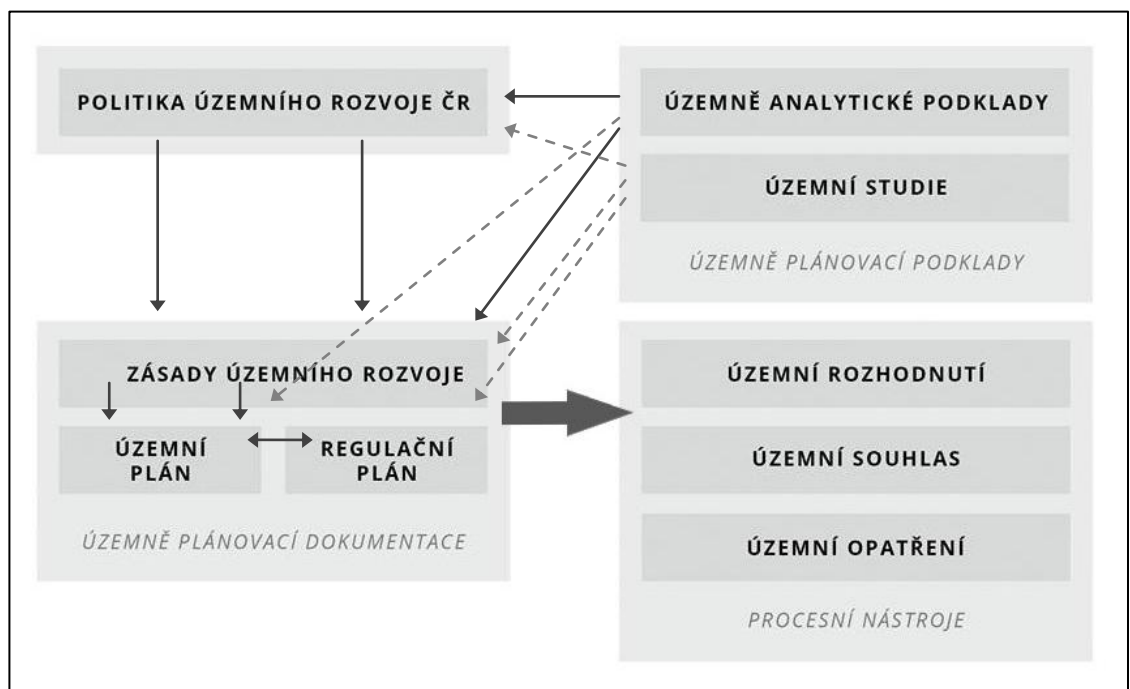 POLITIKA ÚZEMNÍHO ROZVOJE ČR
ÚZEMNĚ ANALYTICKÉ PODKLADY
ÚZEMNÍ STUDIE
ÚZEMNĚ PLÁNOVACÍ PODKLADY
ZÁSADY ÚZEMNÍHO ROZVOJE
ÚZEMNÍ
PLÁN
REGULAČNÍ
PLÁN
ÚZEMNĚ PLÁNOVACÍ DOKUMENTACE
ÚZEMNÍ ROZHODNUTÍ
ÚZEMNÍ SOUHLAS
ÚZEMNÍ OPATŘENÍ
PROCESNÍ NÁSTROJE